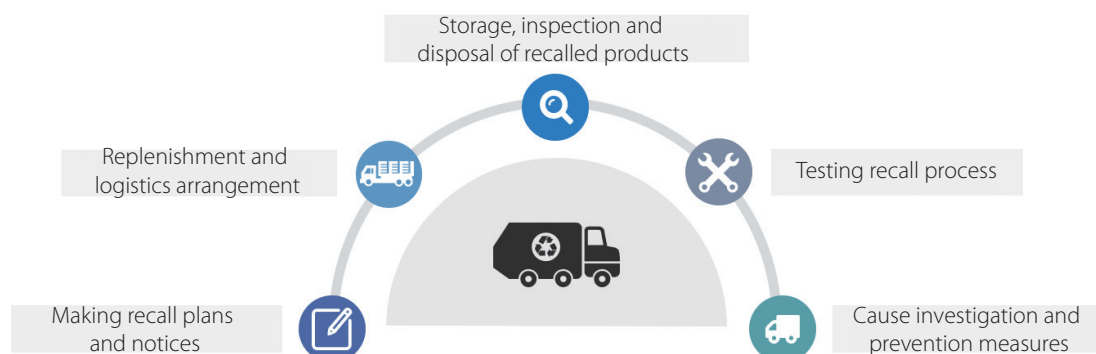 Storage, inspection and
disposal of recalled products
Replenishment and
logistics arrangement
Testing recall process
Making recall plans
and notices
Cause investigation and
prevention measures